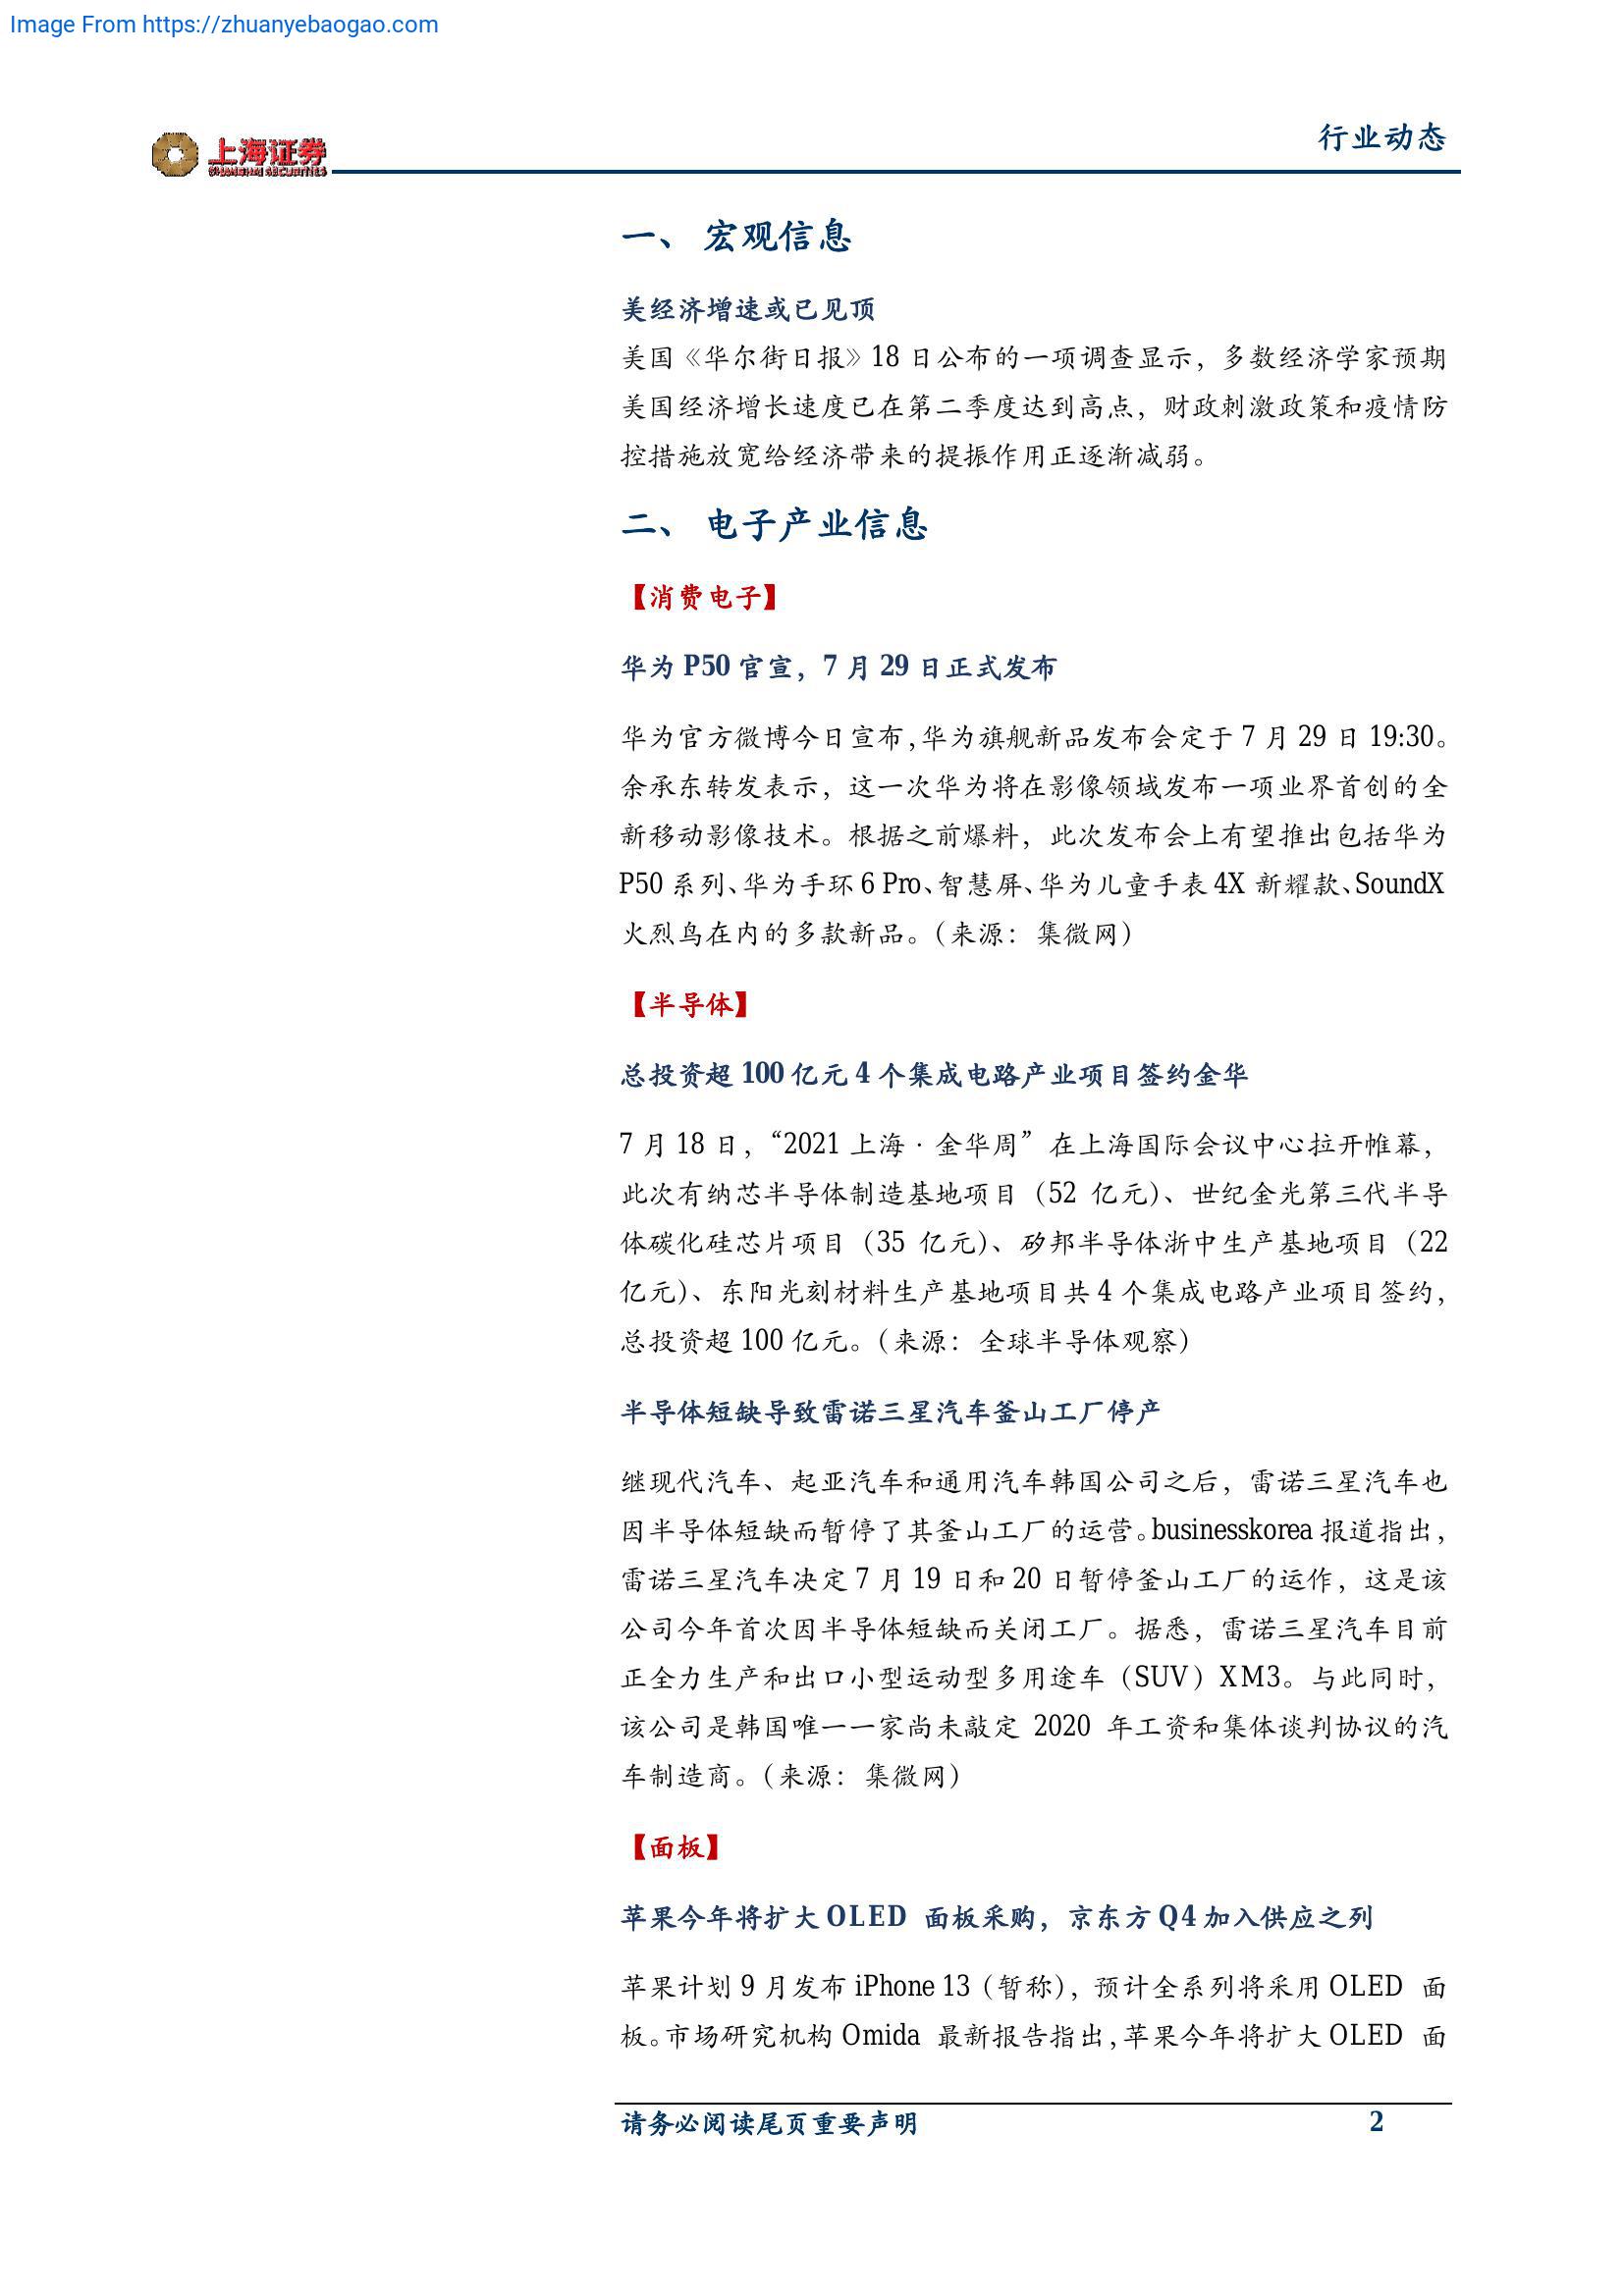 Image From https://zhuanyebaogao.com
行业动态
上海证券
SHANGHAI SECURITIES
一、 宏观信息
美经济增速或已见顶
美国《华尔街日报》18 日公布的一项调查显示，多数经济学家预期
美国经济增长速度已在第二季度达到高点，财政刺激政策和疫情防
控措施放宽给经济带来的提振作用正逐渐减弱。
二、 电子产业信息
【消费电子】
华为 P50 官宣，7 月 29 日正式发布
华为官方微博今日宣布，华为旗舰新品发布会定于 7 月 29 日 19:30。
余承东转发表示，这一次华为将在影像领域发布一项业界首创的全
新移动影像技术。根据之前爆料，此次发布会上有望推出包括华为
P50 系列、华为手环 6 Pro、智慧屏、华为儿童手表 4X 新耀款、SoundX
火烈鸟在内的多款新品。（来源：集微网）
【半导体】
总投资超 100 亿元 4 个集成电路产业项目签约金华
7 月 18 日，“2021 上海·金华周”在上海国际会议中心拉开帷幕，
此次有纳芯半导体制造基地项目（52 亿元）、世纪金光第三代半导
体碳化硅芯片项目（35 亿元）、矽邦半导体浙中生产基地项目（22
亿元）、东阳光刻材料生产基地项目共 4 个集成电路产业项目签约，
总投资超 100 亿元。（来源：全球半导体观察）
半导体短缺导致雷诺三星汽车釜山工厂停产
继现代汽车、起亚汽车和通用汽车韩国公司之后，雷诺三星汽车也
因半导体短缺而暂停了其釜山工厂的运营。businesskorea 报道指出，
雷诺三星汽车决定 7 月 19 日和 20 日暂停釜山工厂的运作，这是该
公司今年首次因半导体短缺而关闭工厂。据悉，雷诺三星汽车目前
正全力生产和出口小型运动型多用途车（SUV）XM3。与此同时，
该公司是韩国唯一一家尚未敲定 2020 年工资和集体谈判协议的汽
车制造商。（来源：集微网）
【面板】
苹果今年将扩大 OLED 面板采购，京东方 Q4 加入供应之列
苹果计划 9 月发布 iPhone 13（暂称），预计全系列将采用 OLED 面
板。市场研究机构 Omida 最新报告指出，苹果今年将扩大 OLED 面
请务必阅读尾页重要声明 2